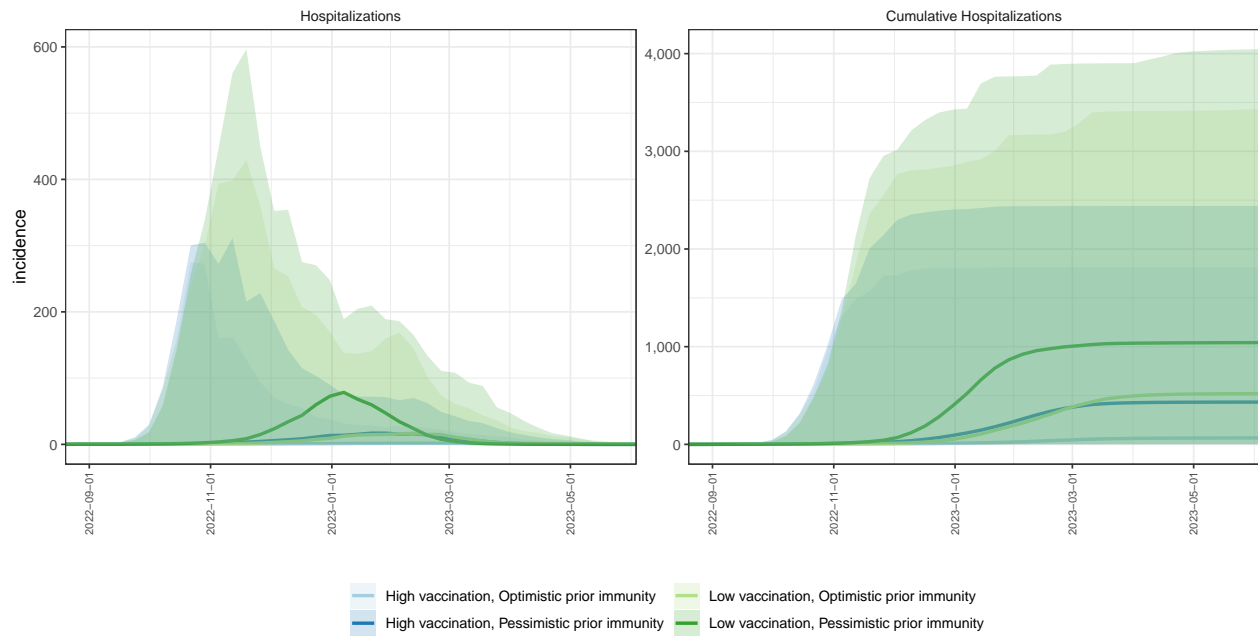 Hospitalizations
Cumulative Hospitalizations
incidence
600
400
200
0
4,000
3,000
2,000
1,000
0
2022−09−01
2022−11−01
2023−01−01
2023−03−01
2023−05−01
2022−09−01
2022−11−01
2023−01−01
2023−03−01
2023−05−01
High vaccination, Optimistic prior immunity
Low vaccination, Optimistic prior immunity
High vaccination, Pessimistic prior immunity
Low vaccination, Pessimistic prior immunity